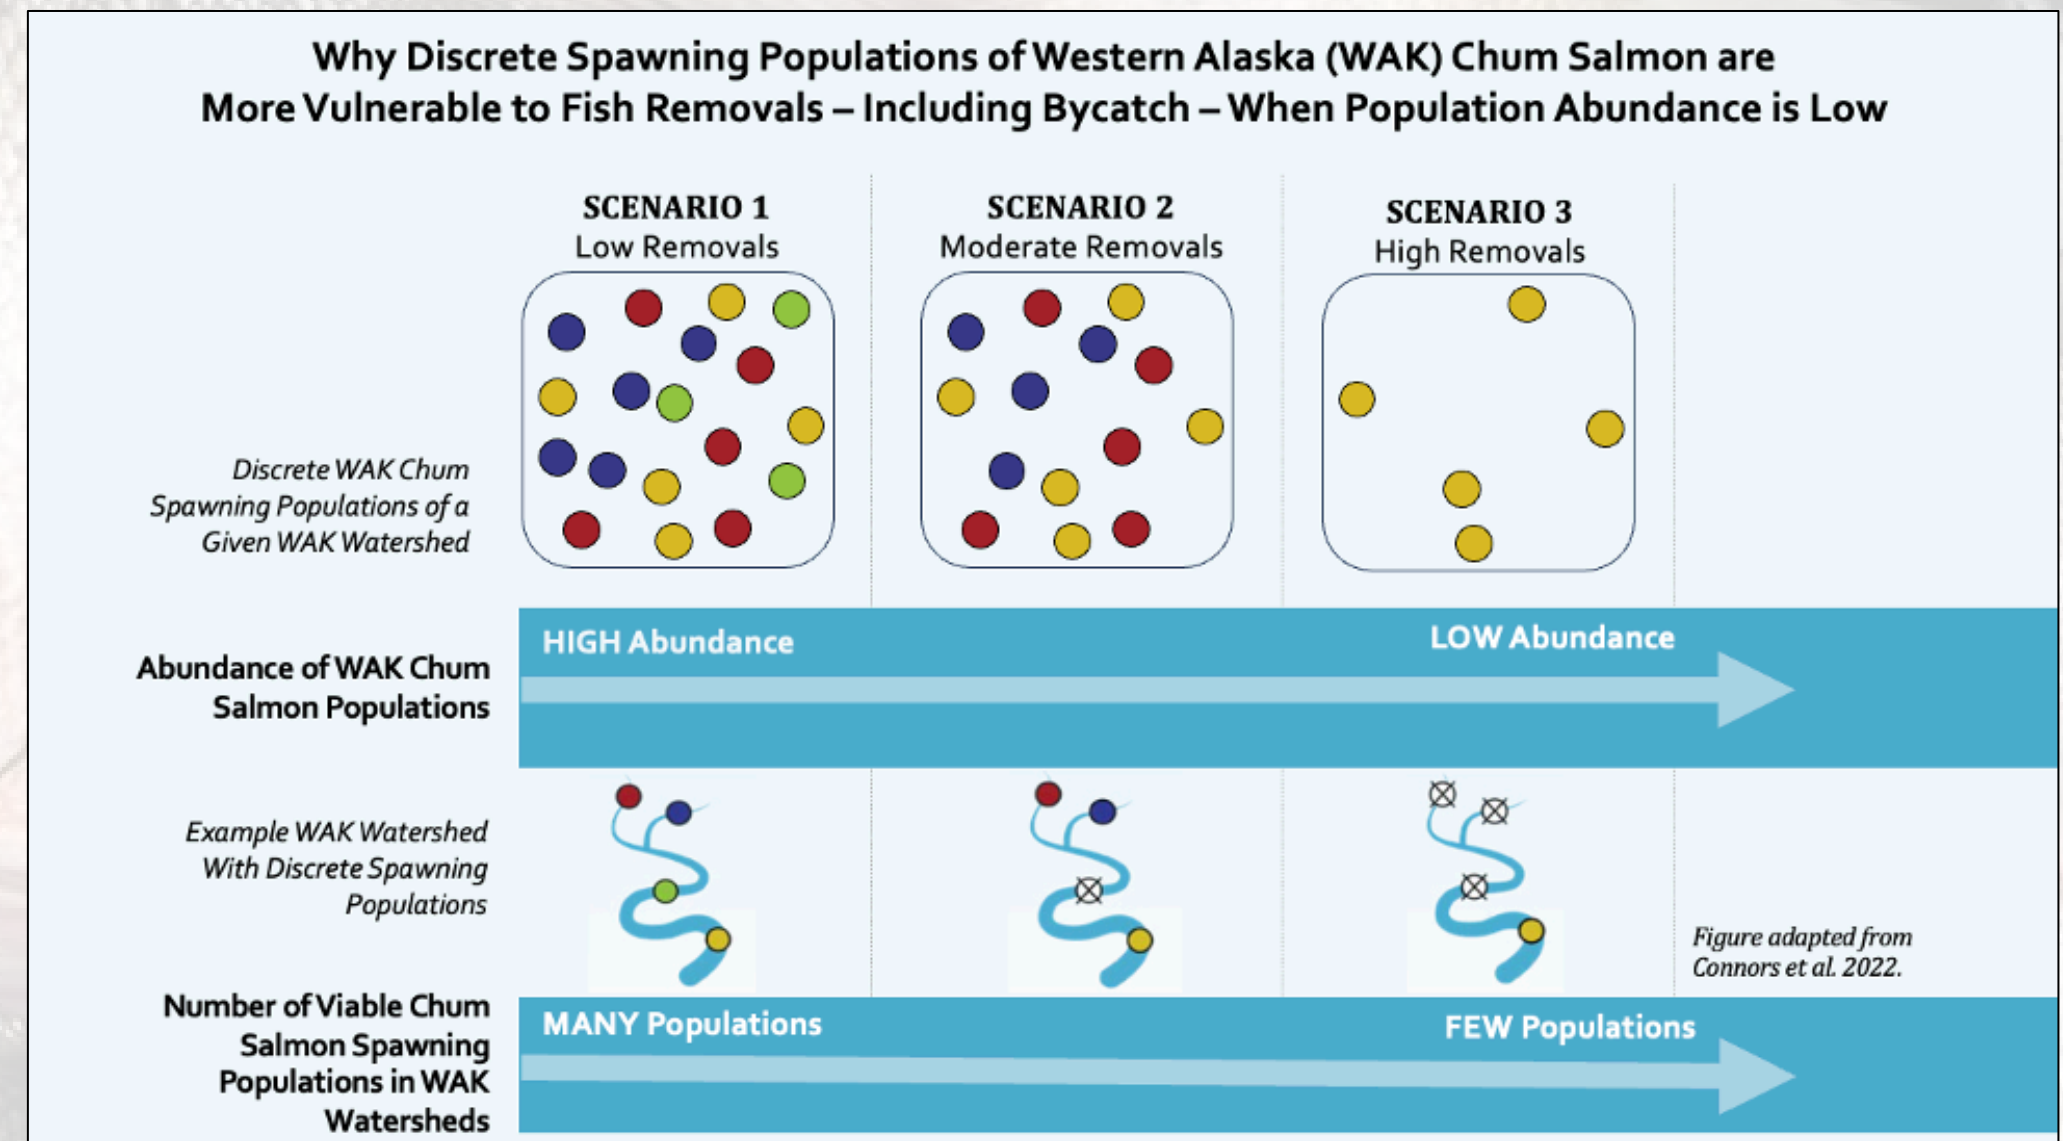 Why Discrete Spawning Populations of Western Alaska (WAK) Chum Salmon are
More Vulnerable to Fish Removals – Including Bycatch – When Population Abundance is Low
SCENARIO 1
Low Removals
SCENARIO 2
Moderate Removals
SCENARIO 3
High Removals
Discrete WAK Chum
Spawning Populations of a
Given WAK Watershed
HIGH Abundance
LOW Abundance
Abundance of WAK Chum
Salmon Populations
Example WAK Watershed
With Discrete Spawning
Populations
Figure adapted from
Connors et al. 2022.
Number of Viable Chum
Salmon Spawning
Populations in WAK
Watersheds
MANY Populations
FEW Populations